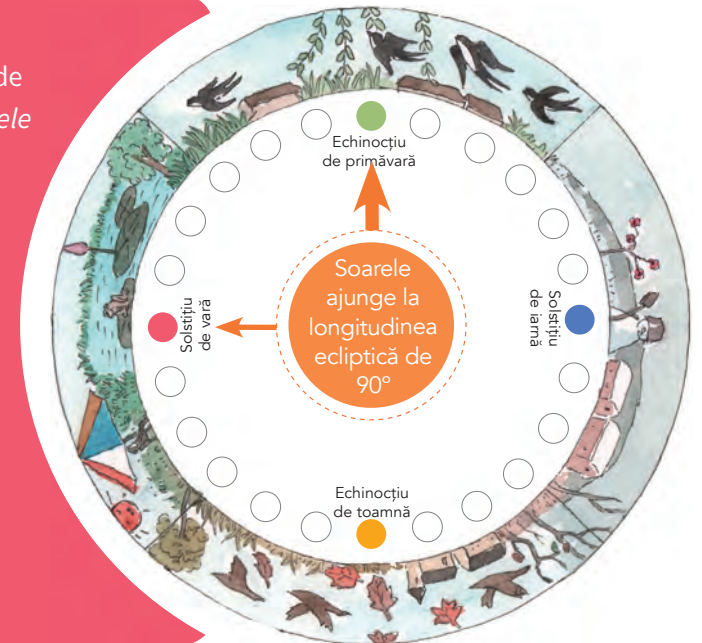 de
ele
Echinocțiu
de primăvară
Soarele
ajunge la
longitudinea
ecliptică de
90°
Solstițiu
de vară
Solstițiu
de iarnă
Echinocțiu
de toamnă